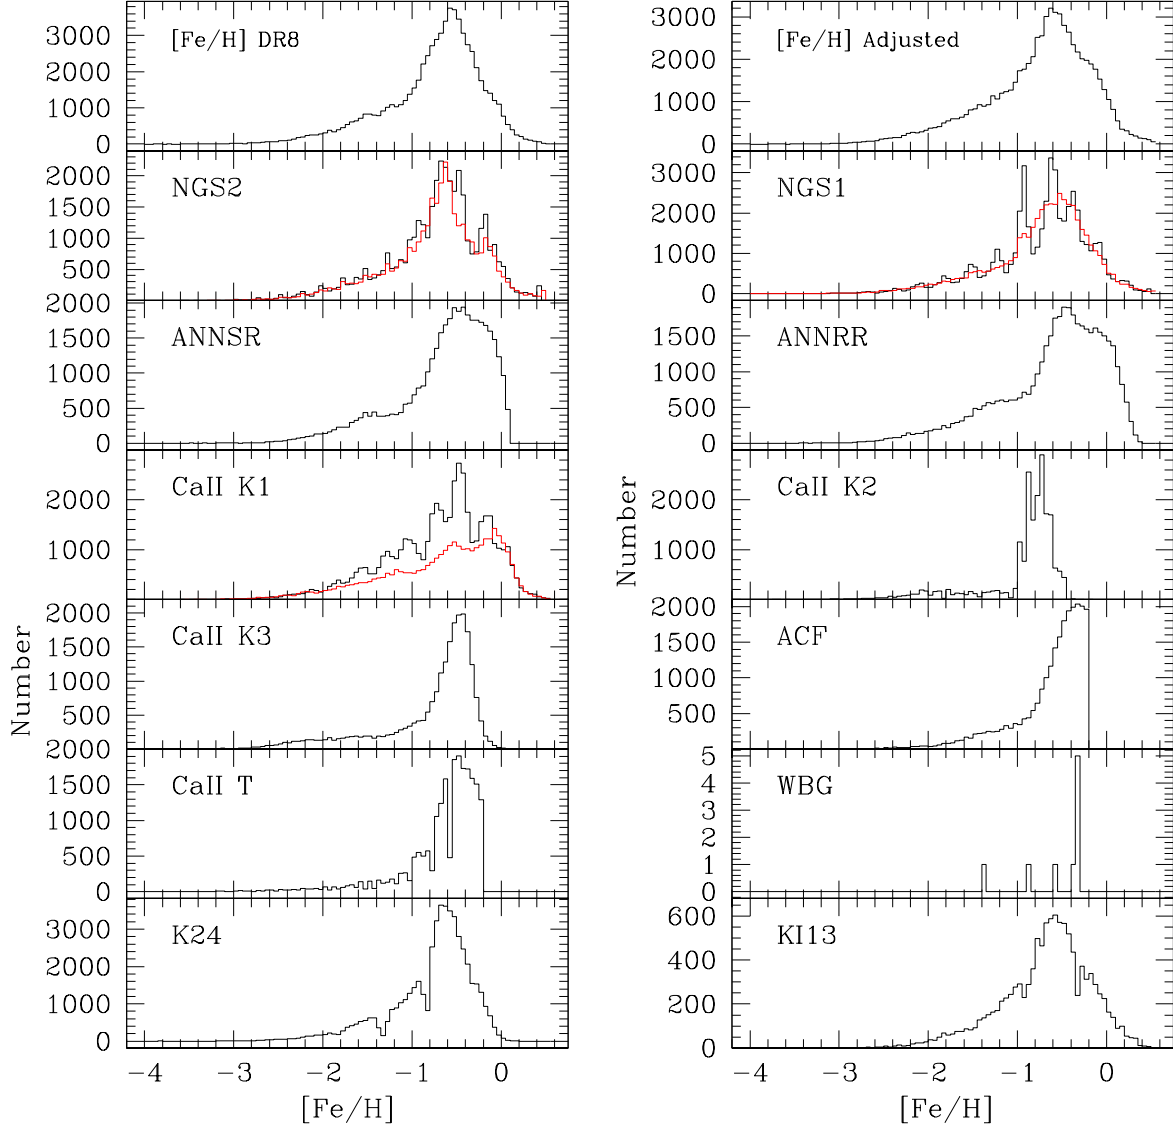 [Fe/H] DR8
3000
2000
1000
0
NGS2
2000
1500
1000
500
ANNSR
2000
1500
1000
500
0
CaII K1
2000
1000
CaII K3
2000
1500
1000
500
CaII T
2000
1500
1000
500
0
K24
3000
2000
1000
0
−4 −3 −2 −1 0
[Fe/H]
Number
[Fe/H] Adjusted
3000
2000
1000
0
NGS1
3000
2000
1000
0
ANNRR
1500
1000
500
0
CaII K2
2000
1000
ACF
2000
1500
1000
500
WBG
5
4
3
2
1
0
KI13
600
400
200
0
−4 −3 −2 −1 0
[Fe/H]
Number